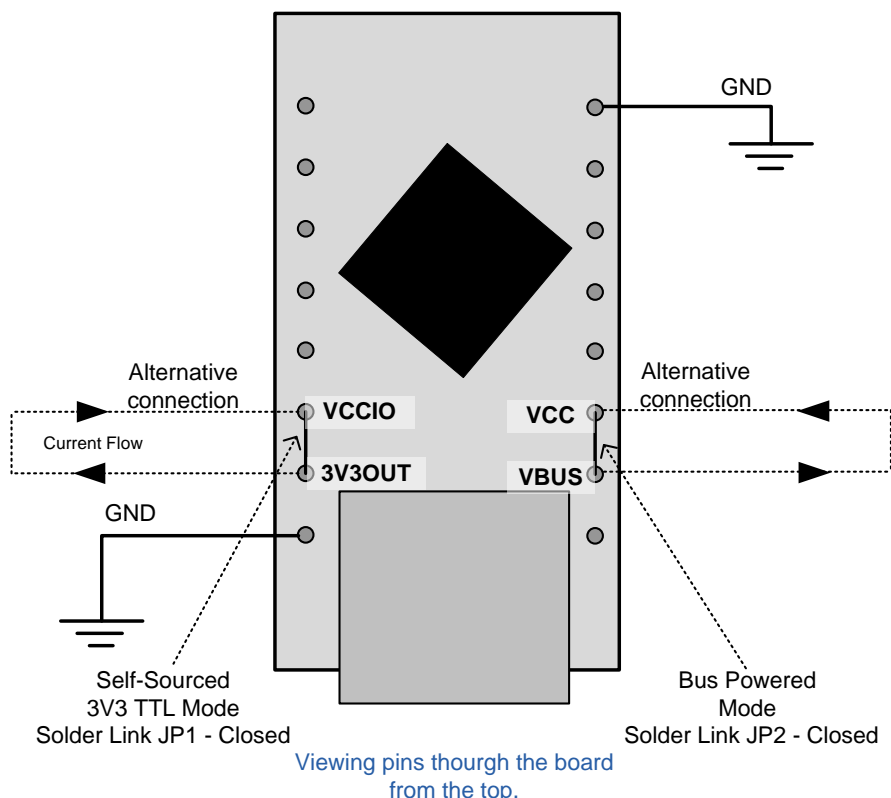 GND
Alternative
connection
Alternative
connection
VCCIO
VCC
Current Flow
3V3OUT
VBUS
GND
Self-Sourced
3V3 TTL Mode
Solder Link JP1 - Closed
Bus Powered
Mode
Solder Link JP2 - Closed
Viewing pins thourgh the board
from the top.